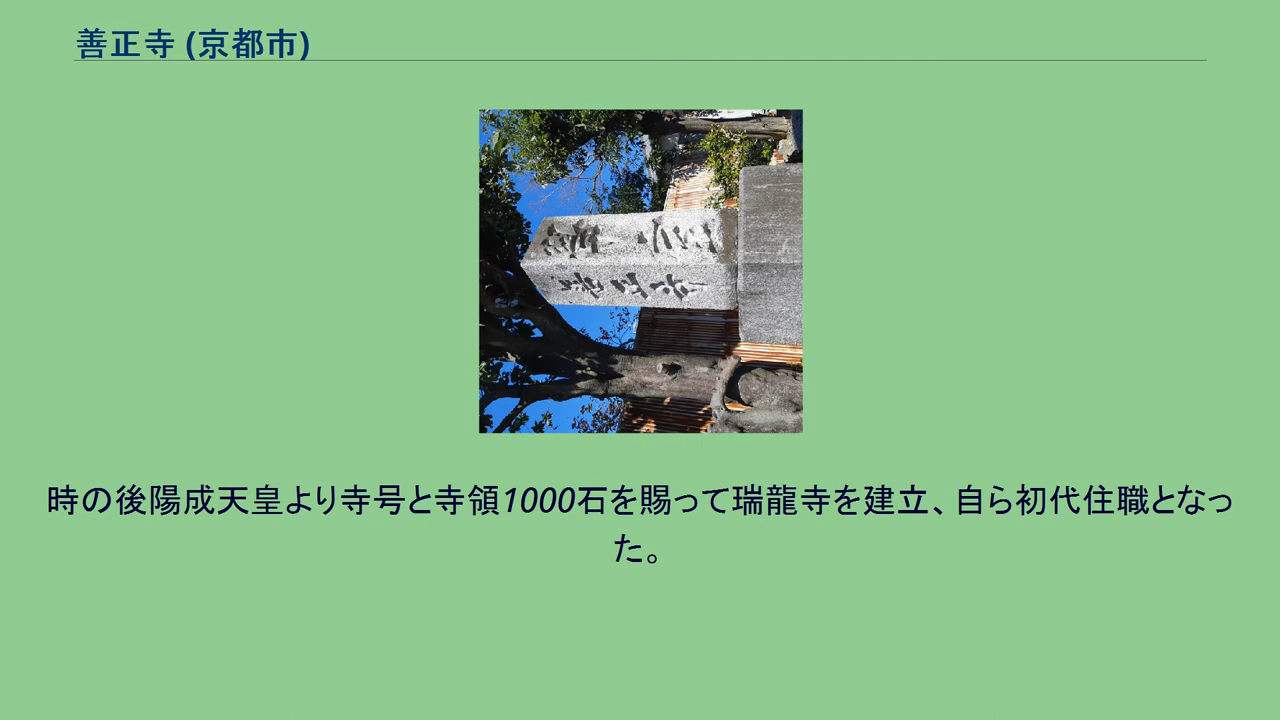 善正寺 (京都市)
時の後陽成天皇より寺号と寺領1000石を賜って瑞龍寺を建立、自ら初代住職となっ
た。